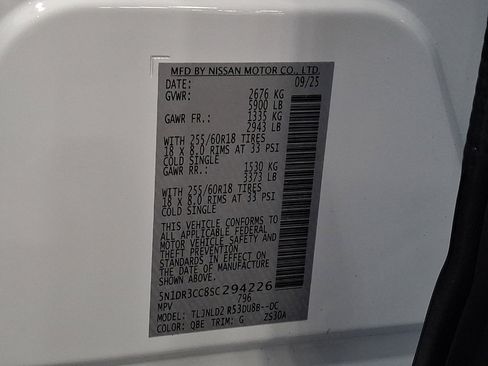 MFD BY NISSAN MOTOR CO., LTD.
DATE: 09/25
GVWR: 2676 KG
5900 LB
GAWR FR.: 1335 KG
2943 LB
WITH 255/60R18 TIRES
18 X 8.0 RIMS AT 33 PSI
COLD SINGLE
GAWR RR.: 1530 KG
3373 LB
WITH 255/60R18 TIRES
18 X 8.0 RIMS AT 33 PSI
COLD SINGLE
THIS VEHICLE CONFORMS TO
ALL APPLICABLE FEDERAL
MOTOR VEHICLE SAFETY AND
THEFT PREVENTION
STANDARDS IN EFFECT ON
THE DATE OF MANUFACTURE
SHOWN ABOVE.
5N1DR3CC8SC294226
MPV 796
MODEL: TLJNLD2 R53DU8B--DC
COLOR: QBE TRIM: G ZS30A